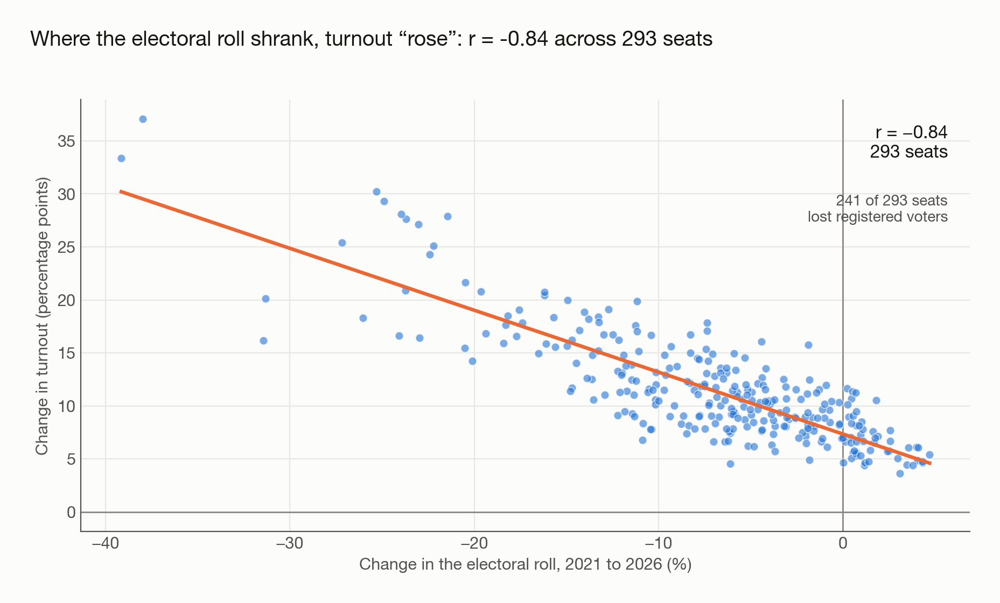 Where the electoral roll shrank, turnout “rose”: r = -0.84 across 293 seats
r = −0.84
293 seats
241 of 293 seats
lost registered voters
Change in turnout (percentage points)
35
30
25
20
15
10
5
0
−40
−30
−20
−10
0
Change in the electoral roll, 2021 to 2026 (%)